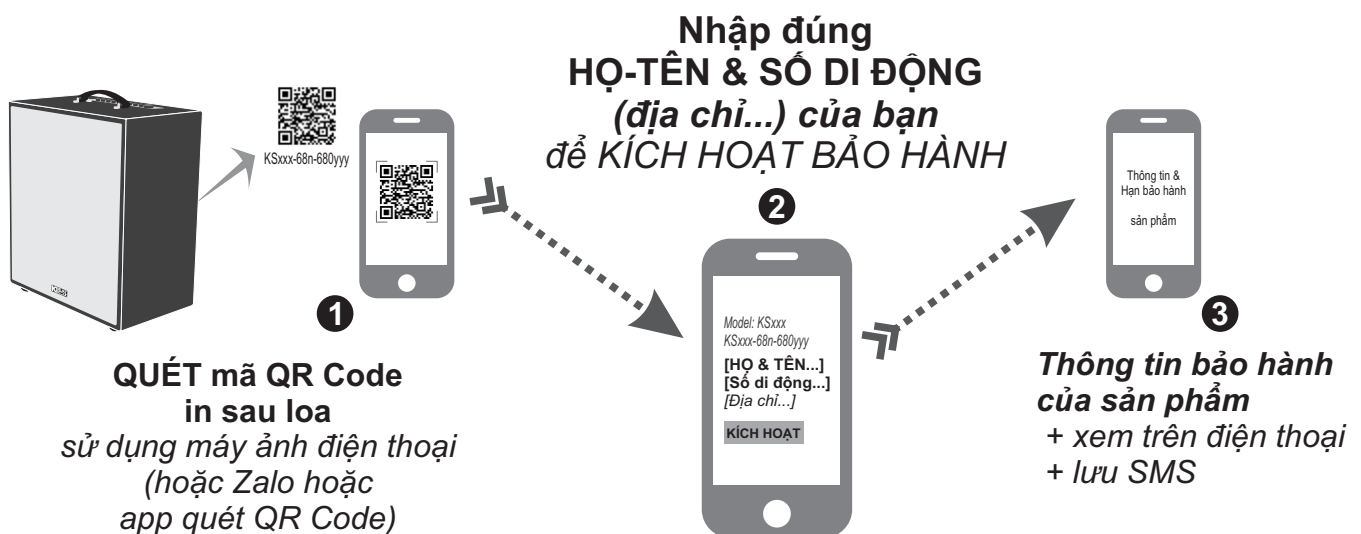 KSxxx-68n-680yyy
1
QUÉT mã QR Code
in sau loa
sử dụng máy ảnh điện thoại
(hoặc Zalo hoặc
app quét QR Code)
Nhập đúng
HỌ-TÊN & SỐ DI ĐỘNG
(địa chỉ...) của bạn
để KÍCH HOẠT BẢO HÀNH
2
Model: KSxxx
KSxxx-68n-680yyy
[HỌ & TÊN...]
[Số di động...]
[Địa chỉ...]
KÍCH HOẠT
Thông tin &
Hạn bảo hành
sản phẩm
3
Thông tin bảo hành
của sản phẩm
+ xem trên điện thoại
+ lưu SMS